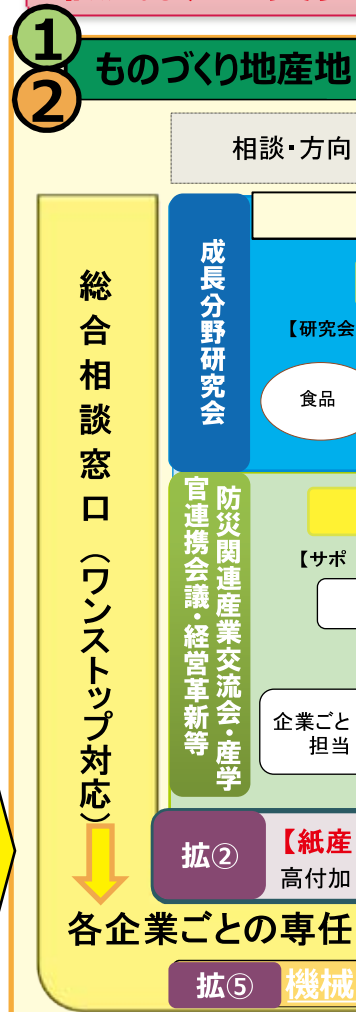 ①
②
ものづくり地産地
相談・方向
総合相談窓口（ワンストップ対応）
成長分野研究会
【研究会
食品
防災関連産業交流会・産学
官連携会議・経営革新等
【サポ
企業ごと
担当
拡②
【紙産
高付加
各企業ごとの専任
拡⑤
機械